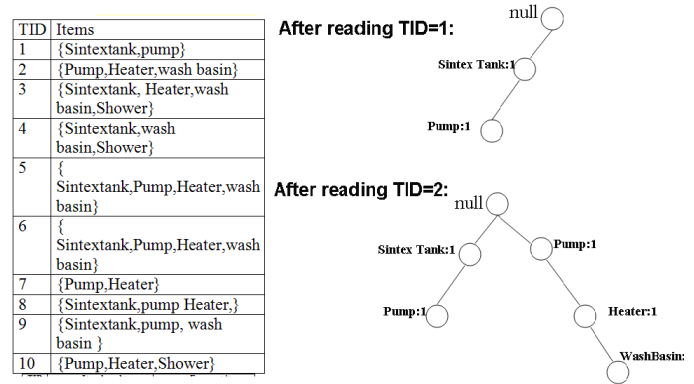 TID Items
1 {Sintextank,pump}
2 {Pump,Heater,wash basin}
3 {Sintextank, Heater,wash
basin,Shower}
4 {Sintextank,wash
basin,Shower}
5 {
Sintextank,Pump,Heater,wash
basin}
6 {
Sintextank,Pump,Heater,wash
basin}
7 {Pump,Heater}
8 {Sintextank,pump Heater,}
9 {Sintextank,pump, wash
basin }
10 {Pump,Heater,Shower}
After reading TID=1:
null
Sintex Tank:1
Pump:1
After reading TID=2:
null
Sintex Tank:1
Pump:1
Pump:1
Heater:1
WashBasin: